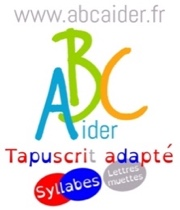 www.abcaider.fr
ABC
Aider
Tapuscrit adapté
Syllabes
Lettres muettes